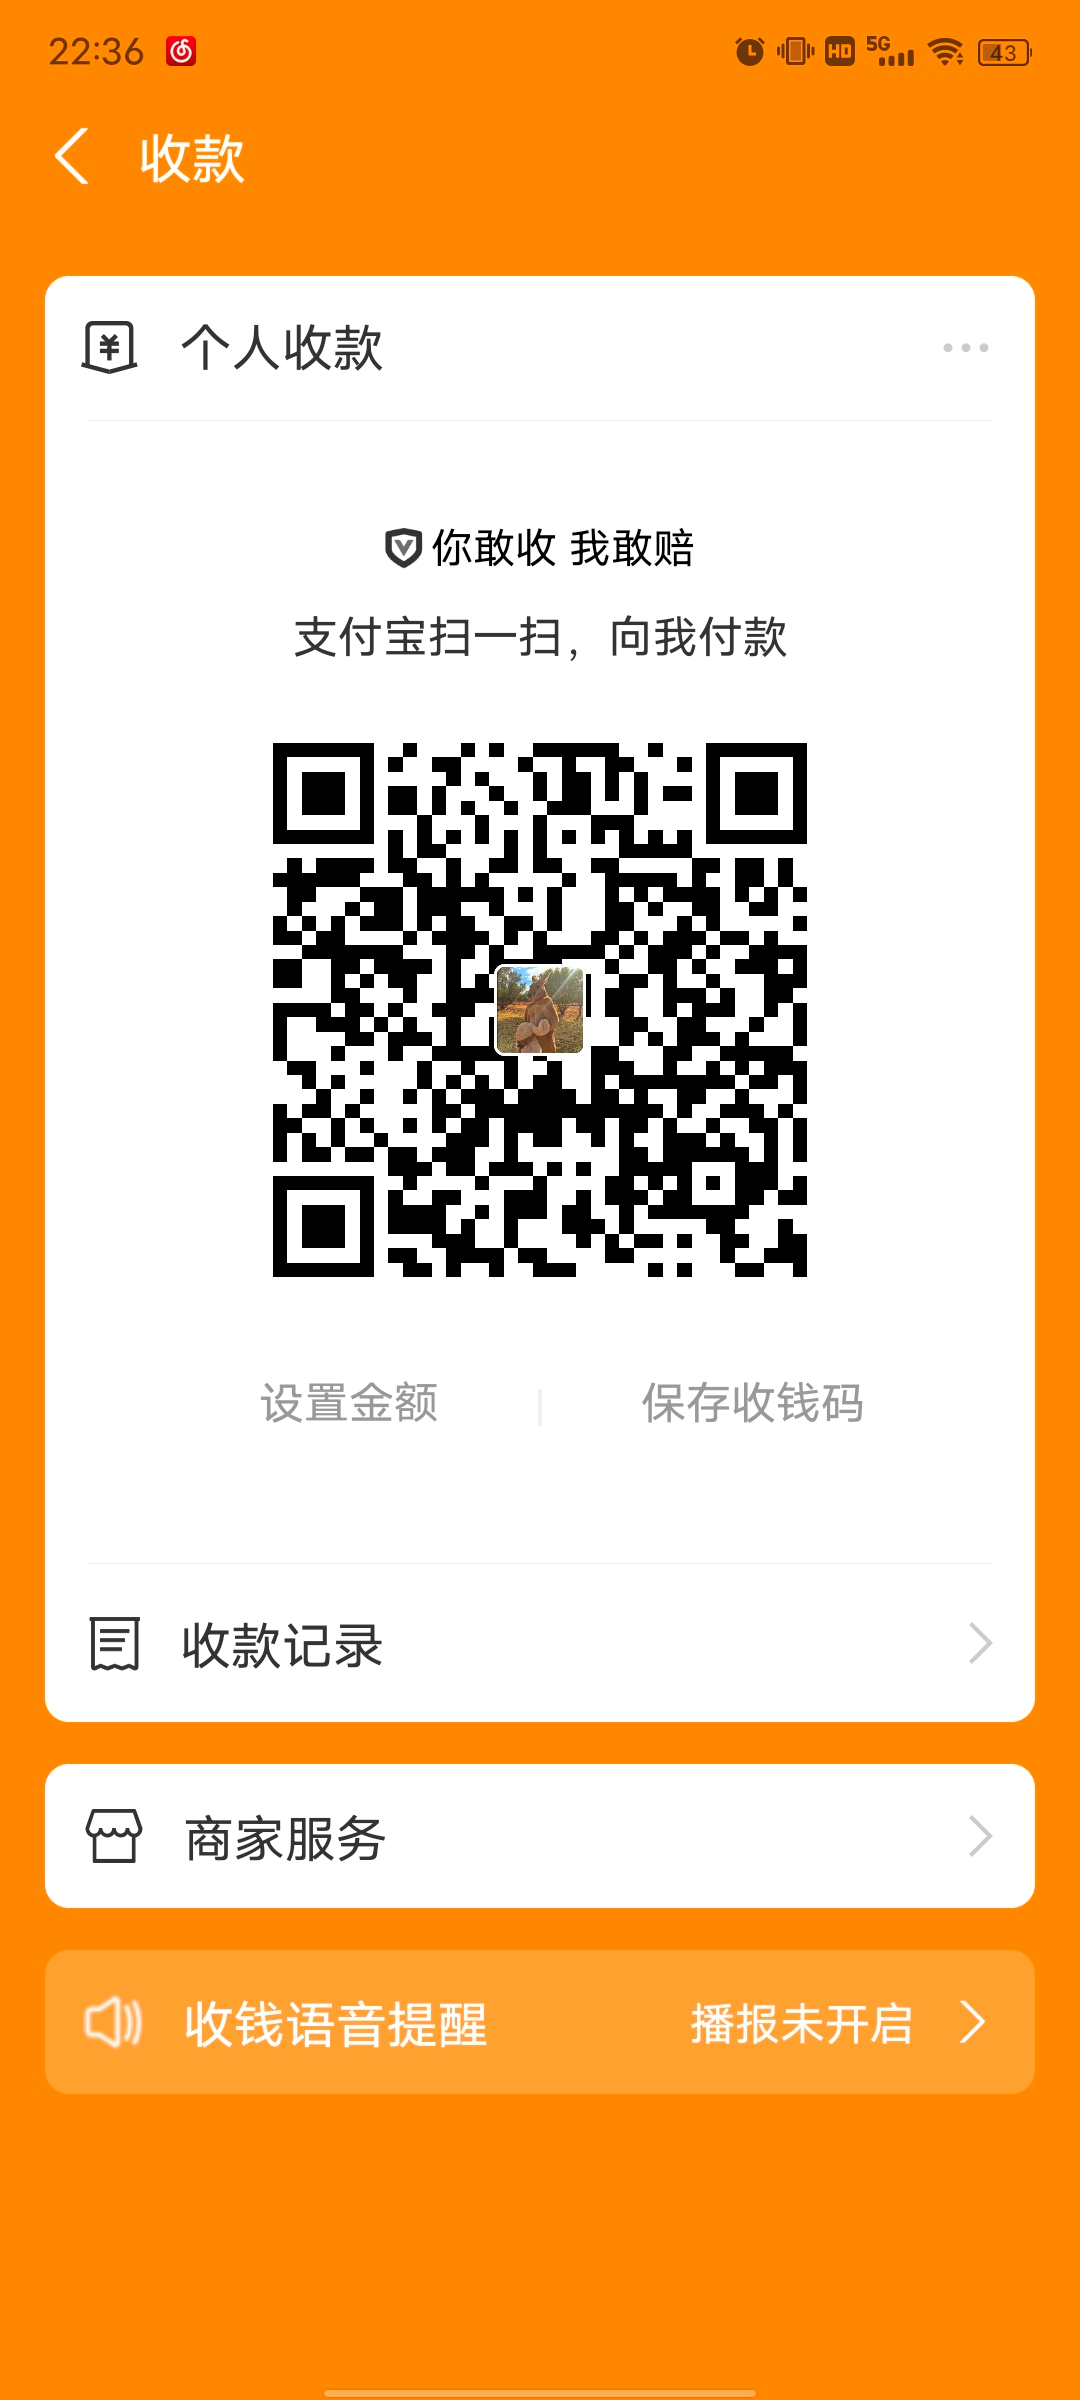 22:36
HD 5G 43
收款
个人收款
你敢收 我敢赔
支付宝扫一扫，向我付款
设置金额
保存收钱码
收款记录
商家服务
收钱语音提醒 播报未开启